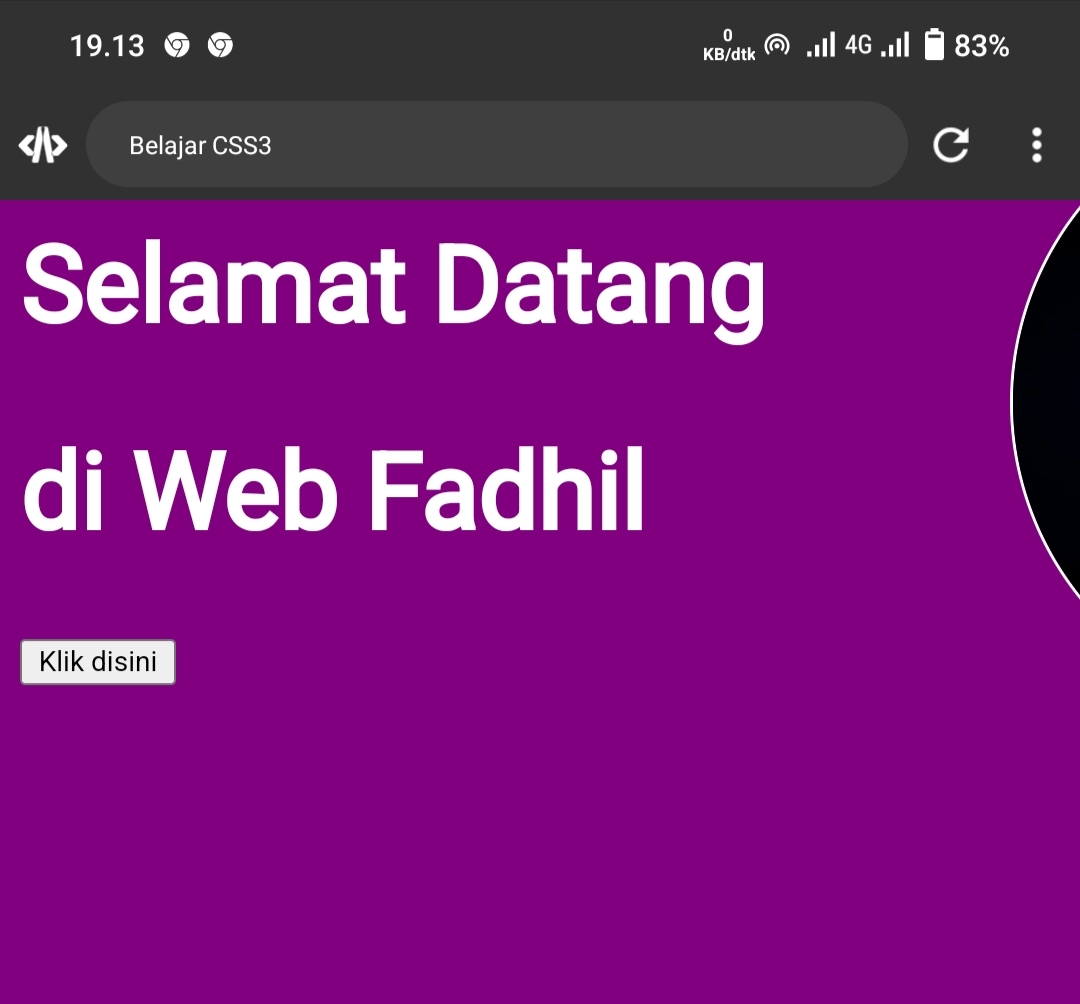 19.13
0
KB/dtk
4G
83%
Belajar CSS3
Selamat Datang
di Web Fadhil
Klik disini